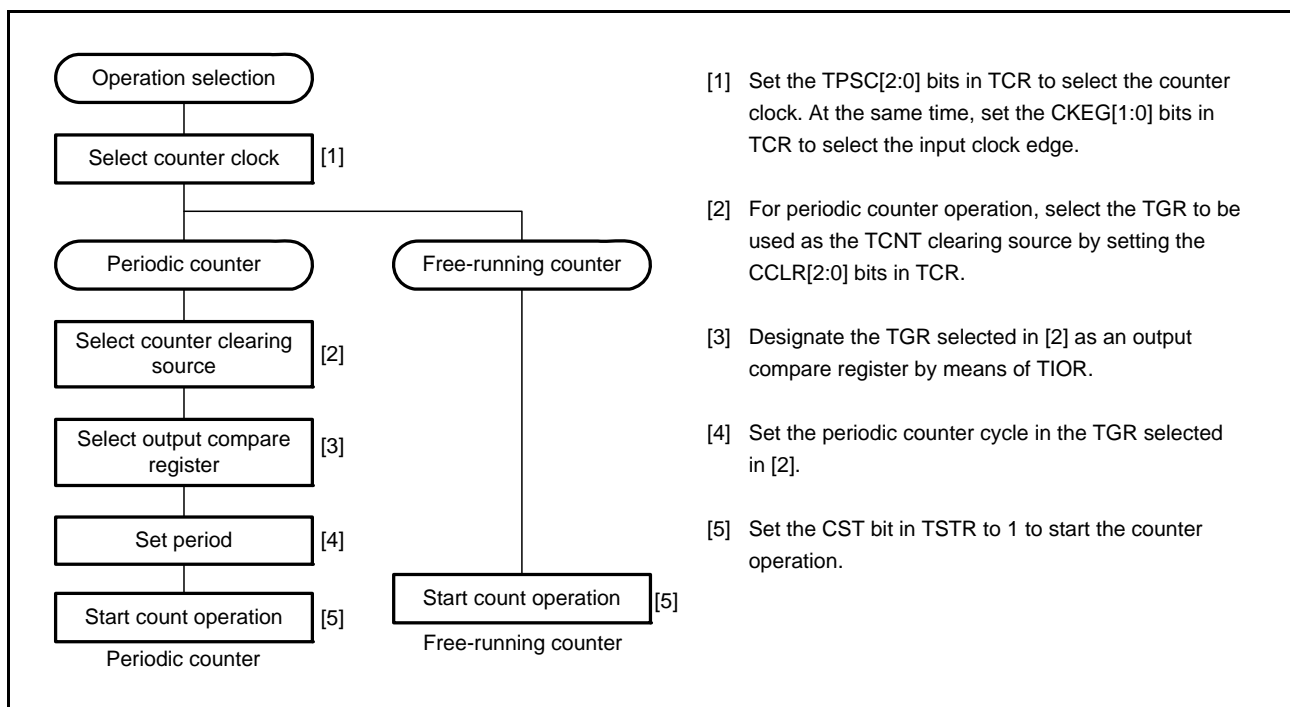 Operation selection
Select counter clock [1]
Periodic counter
Free-running counter
Select counter clearing
source
[2]
Select output compare
register
[3]
Set period [4]
Start count operation [5]
Periodic counter
Start count operation [5]
Free-running counter
[1] Set the TPSC[2:0] bits in TCR to select the counter
clock. At the same time, set the CKEG[1:0] bits in
TCR to select the input clock edge.
[2] For periodic counter operation, select the TGR to be
used as the TCNT clearing source by setting the
CCLR[2:0] bits in TCR.
[3] Designate the TGR selected in [2] as an output
compare register by means of TIOR.
[4] Set the periodic counter cycle in the TGR selected
in [2].
[5] Set the CST bit in TSTR to 1 to start the counter
operation.